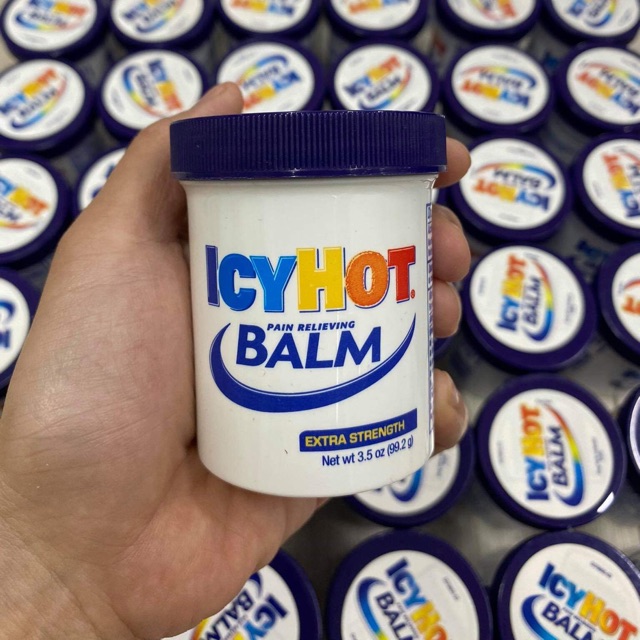 ICYHOT.
PAIN RELIEVING
BALM
EXTRA STRENGTH
Net wt 3.5 oz (99.2 g)
ICYHOT
BALM
ICYHOT
BALM
ICYHOT
BALM
ICYHOT
BALM
ICYHOT
BALM